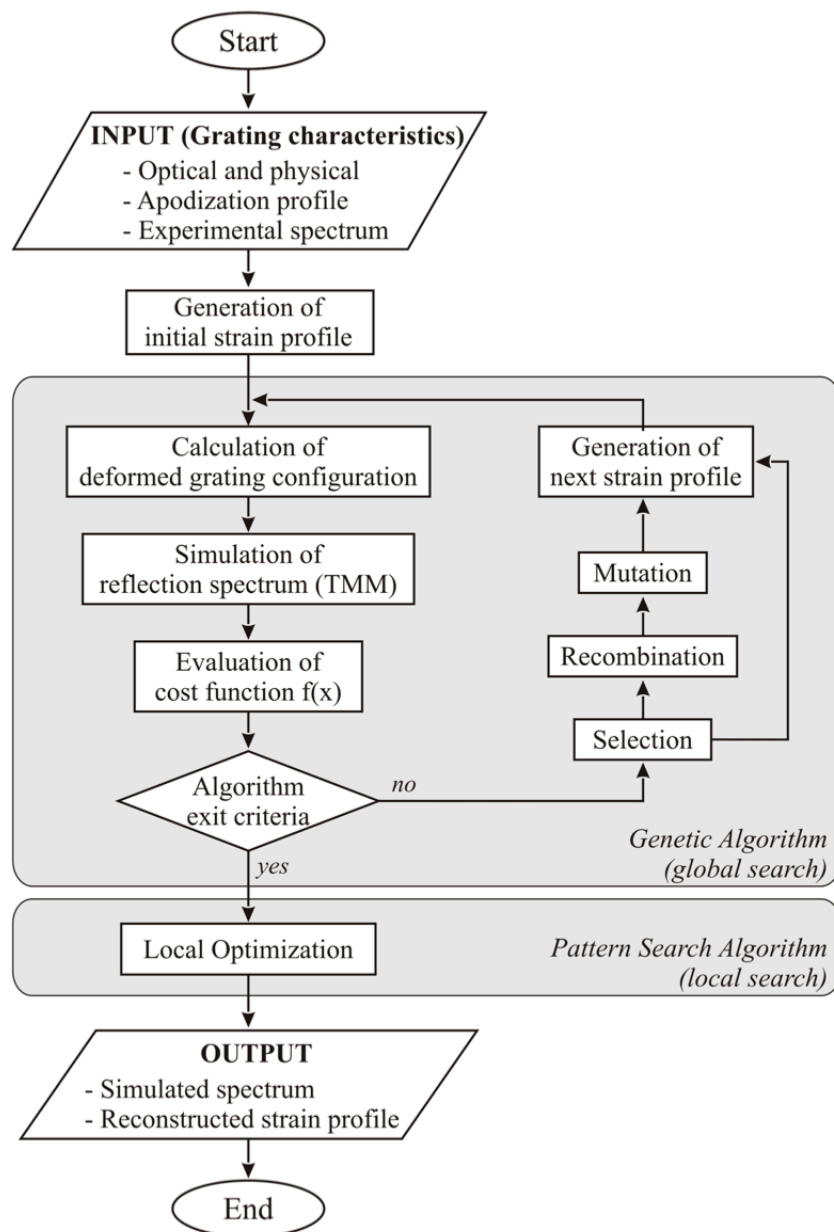 Start
INPUT (Grating characteristics)
- Optical and physical
- Apodization profile
- Experimental spectrum
Generation of
initial strain profile
Calculation of
deformed grating configuration
Simulation of
reflection spectrum (TMM)
Evaluation of
cost function f(x)
Algorithm
exit criteria
no
yes
Generation of
next strain profile
Mutation
Recombination
Selection
Genetic Algorithm
(global search)
Local Optimization
Pattern Search Algorithm
(local search)
OUTPUT
- Simulated spectrum
- Reconstructed strain profile
End